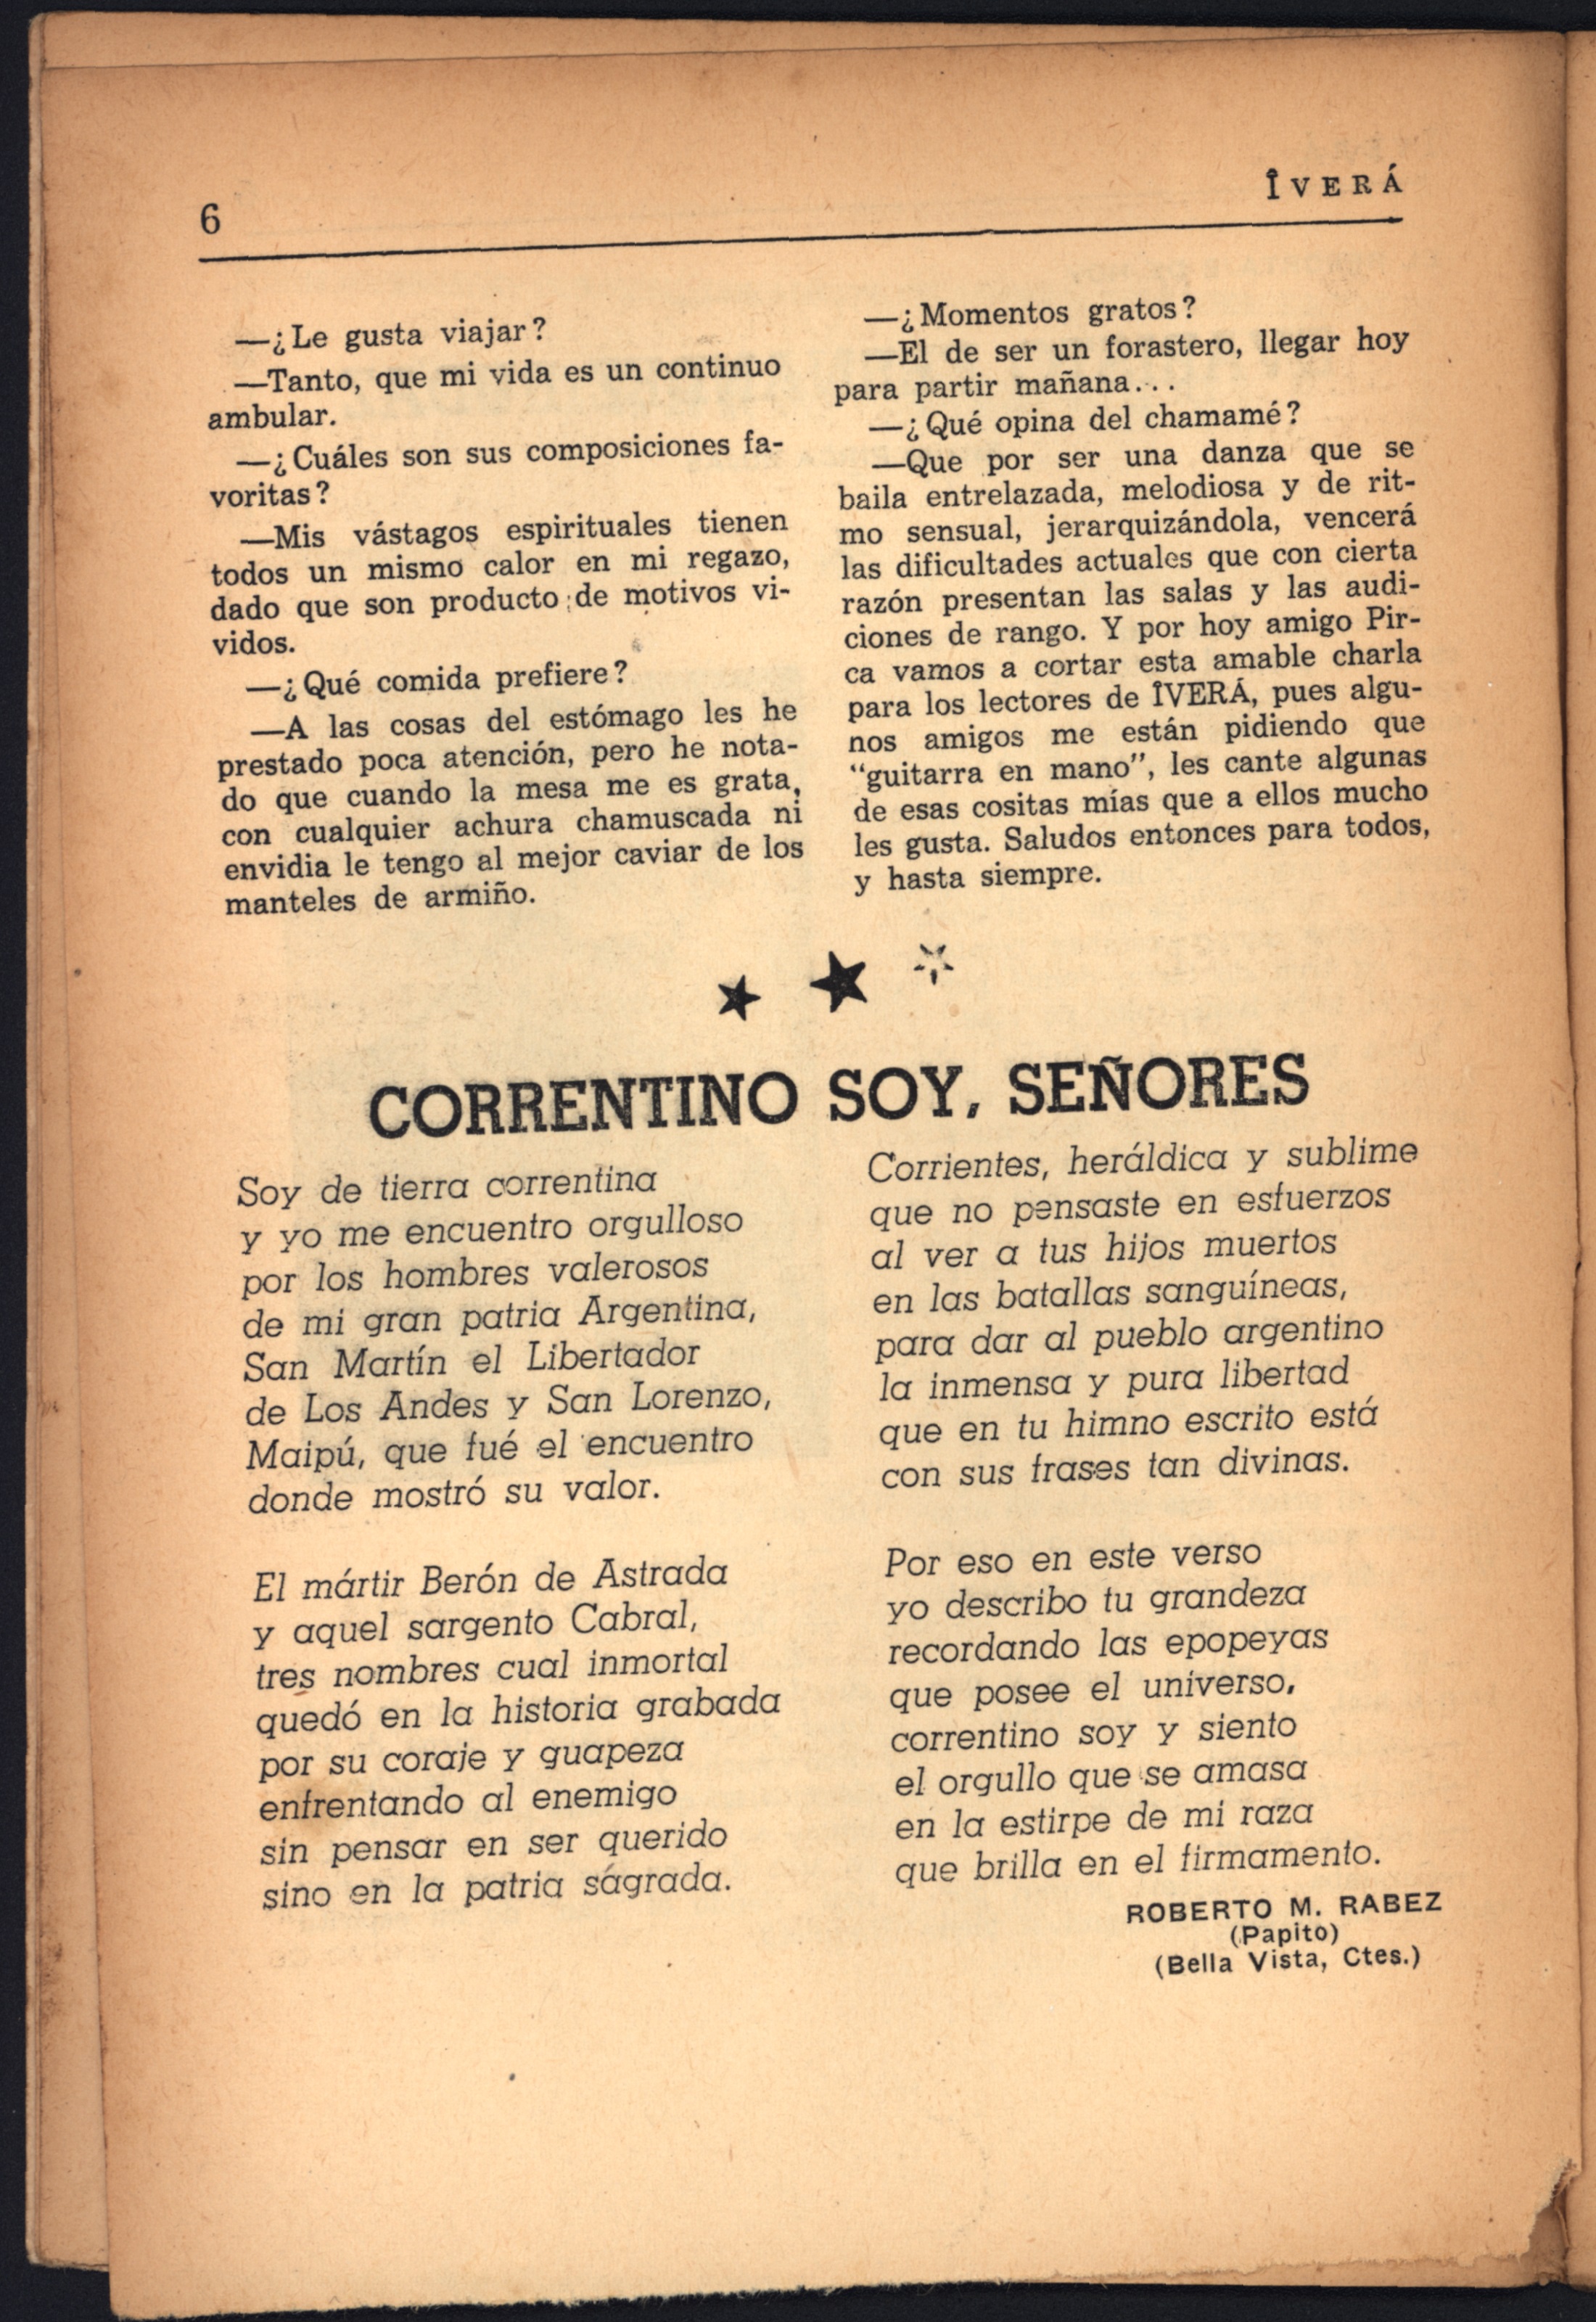 6
ÎVERÁ
—¿Le gusta viajar?
—Tanto, que mi vida es un continuo
ambular.
—¿Cuáles son sus composiciones fa-
voritas?
—Mis vástagos espirituales tienen
todos un mismo calor en mi regazo,
dado que son producto de motivos vi-
vidos.
—¿Qué comida prefiere?
—A las cosas del estómago les he
prestado poca atención, pero he nota-
do que cuando la mesa me es grata,
con cualquier achura chamuscada ni
envidia le tengo al mejor caviar de los
manteles de armiño.
—¿Momentos gratos?
—El de ser un forastero, llegar hoy
para partir mañana...
—¿Qué opina del chamamé?
—Que por ser una danza que se
baila entrelazada, melodiosa y de rit-
mo sensual, jerarquizándola, vencerá
las dificultades actuales que con cierta
razón presentan las salas y las audi-
ciones de rango. Y por hoy amigo Pir-
ca vamos a cortar esta amable charla
para los lectores de ÎVERÁ, pues algu-
nos amigos me están pidiendo que
“guitarra en mano”, les cante algunas
de esas cositas mías que a ellos mucho
les gusta. Saludos entonces para todos,
y hasta siempre.
CORRENTINO SOY, SEÑORES
Soy de tierra correntina
y yo me encuentro orgulloso
por los hombres valerosos
de mi gran patria Argentina,
San Martín el Libertador
de Los Andes y San Lorenzo,
Maipú, que fué el encuentro
donde mostró su valor.
El mártir Berón de Astrada
y aquel sargento Cabral,
tres nombres cual inmortal
quedó en la historia grabada
por su coraje y guapeza
enfrentando al enemigo
sin pensar en ser querido
sino en la patria ságrada.
Corrientes, heráldica y sublime
que no pensaste en esfuerzos
al ver a tus hijos muertos
en las batallas sanguíneas,
para dar al pueblo argentino
la inmensa y pura libertad
que en tu himno escrito está
con sus frases tan divinas.
Por eso en este verso
yo describo tu grandeza
recordando las epopeyas
que posee el universo,
correntino soy y siento
el orgullo que se amasa
en la estirpe de mi raza
que brilla en el firmamento.
ROBERTO M. RABEZ
(Papito)
(Bella Vista, Ctes.)